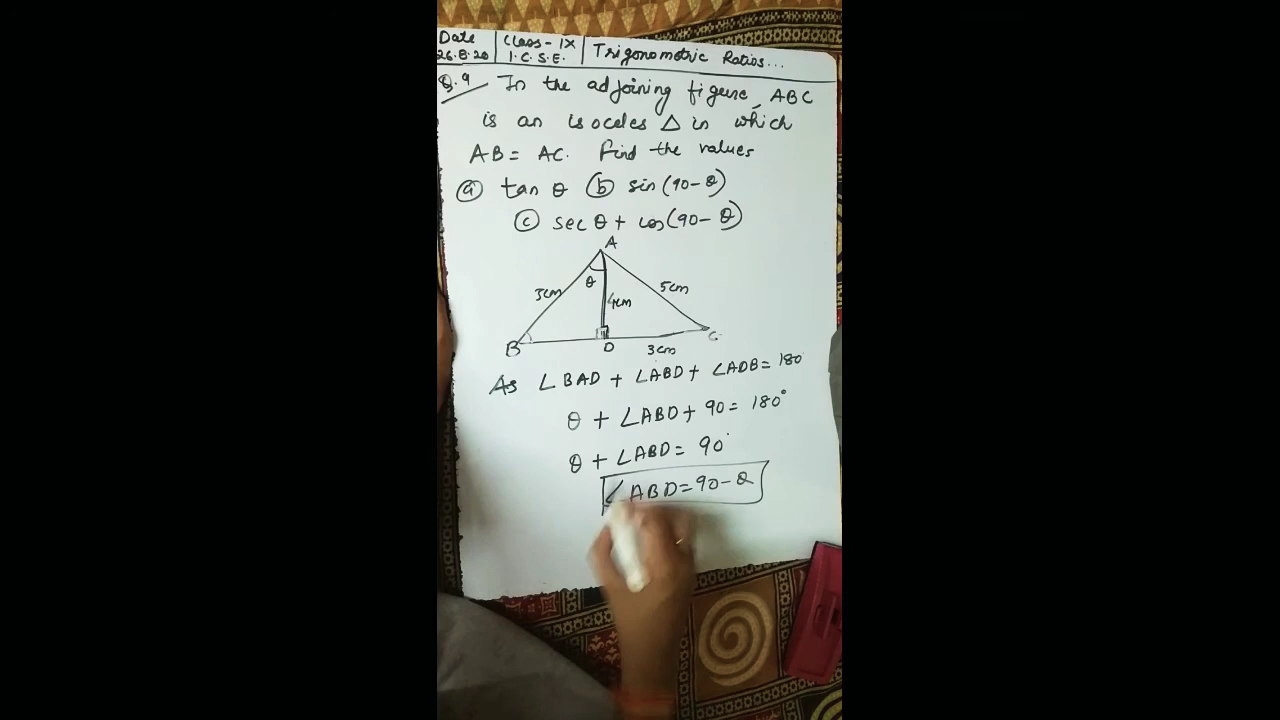 Date
26.8.20
Class - IX
I.C.S.E.
Trigonometric Ratios...
Q.9 In the adjoining figure, ABC
is an isoceles △ in which
AB = AC. Find the values
(a) tan θ (b) sin (90-θ)
(c) sec θ + cos (90-θ)
A
θ
5cm
4cm
5cm
B
D
3cm
C
As ∠BAD + ∠ABD + ∠ADB = 180
θ + ∠ABD + 90 = 180°
θ + ∠ABD = 90°
∠ABD = 90-θ